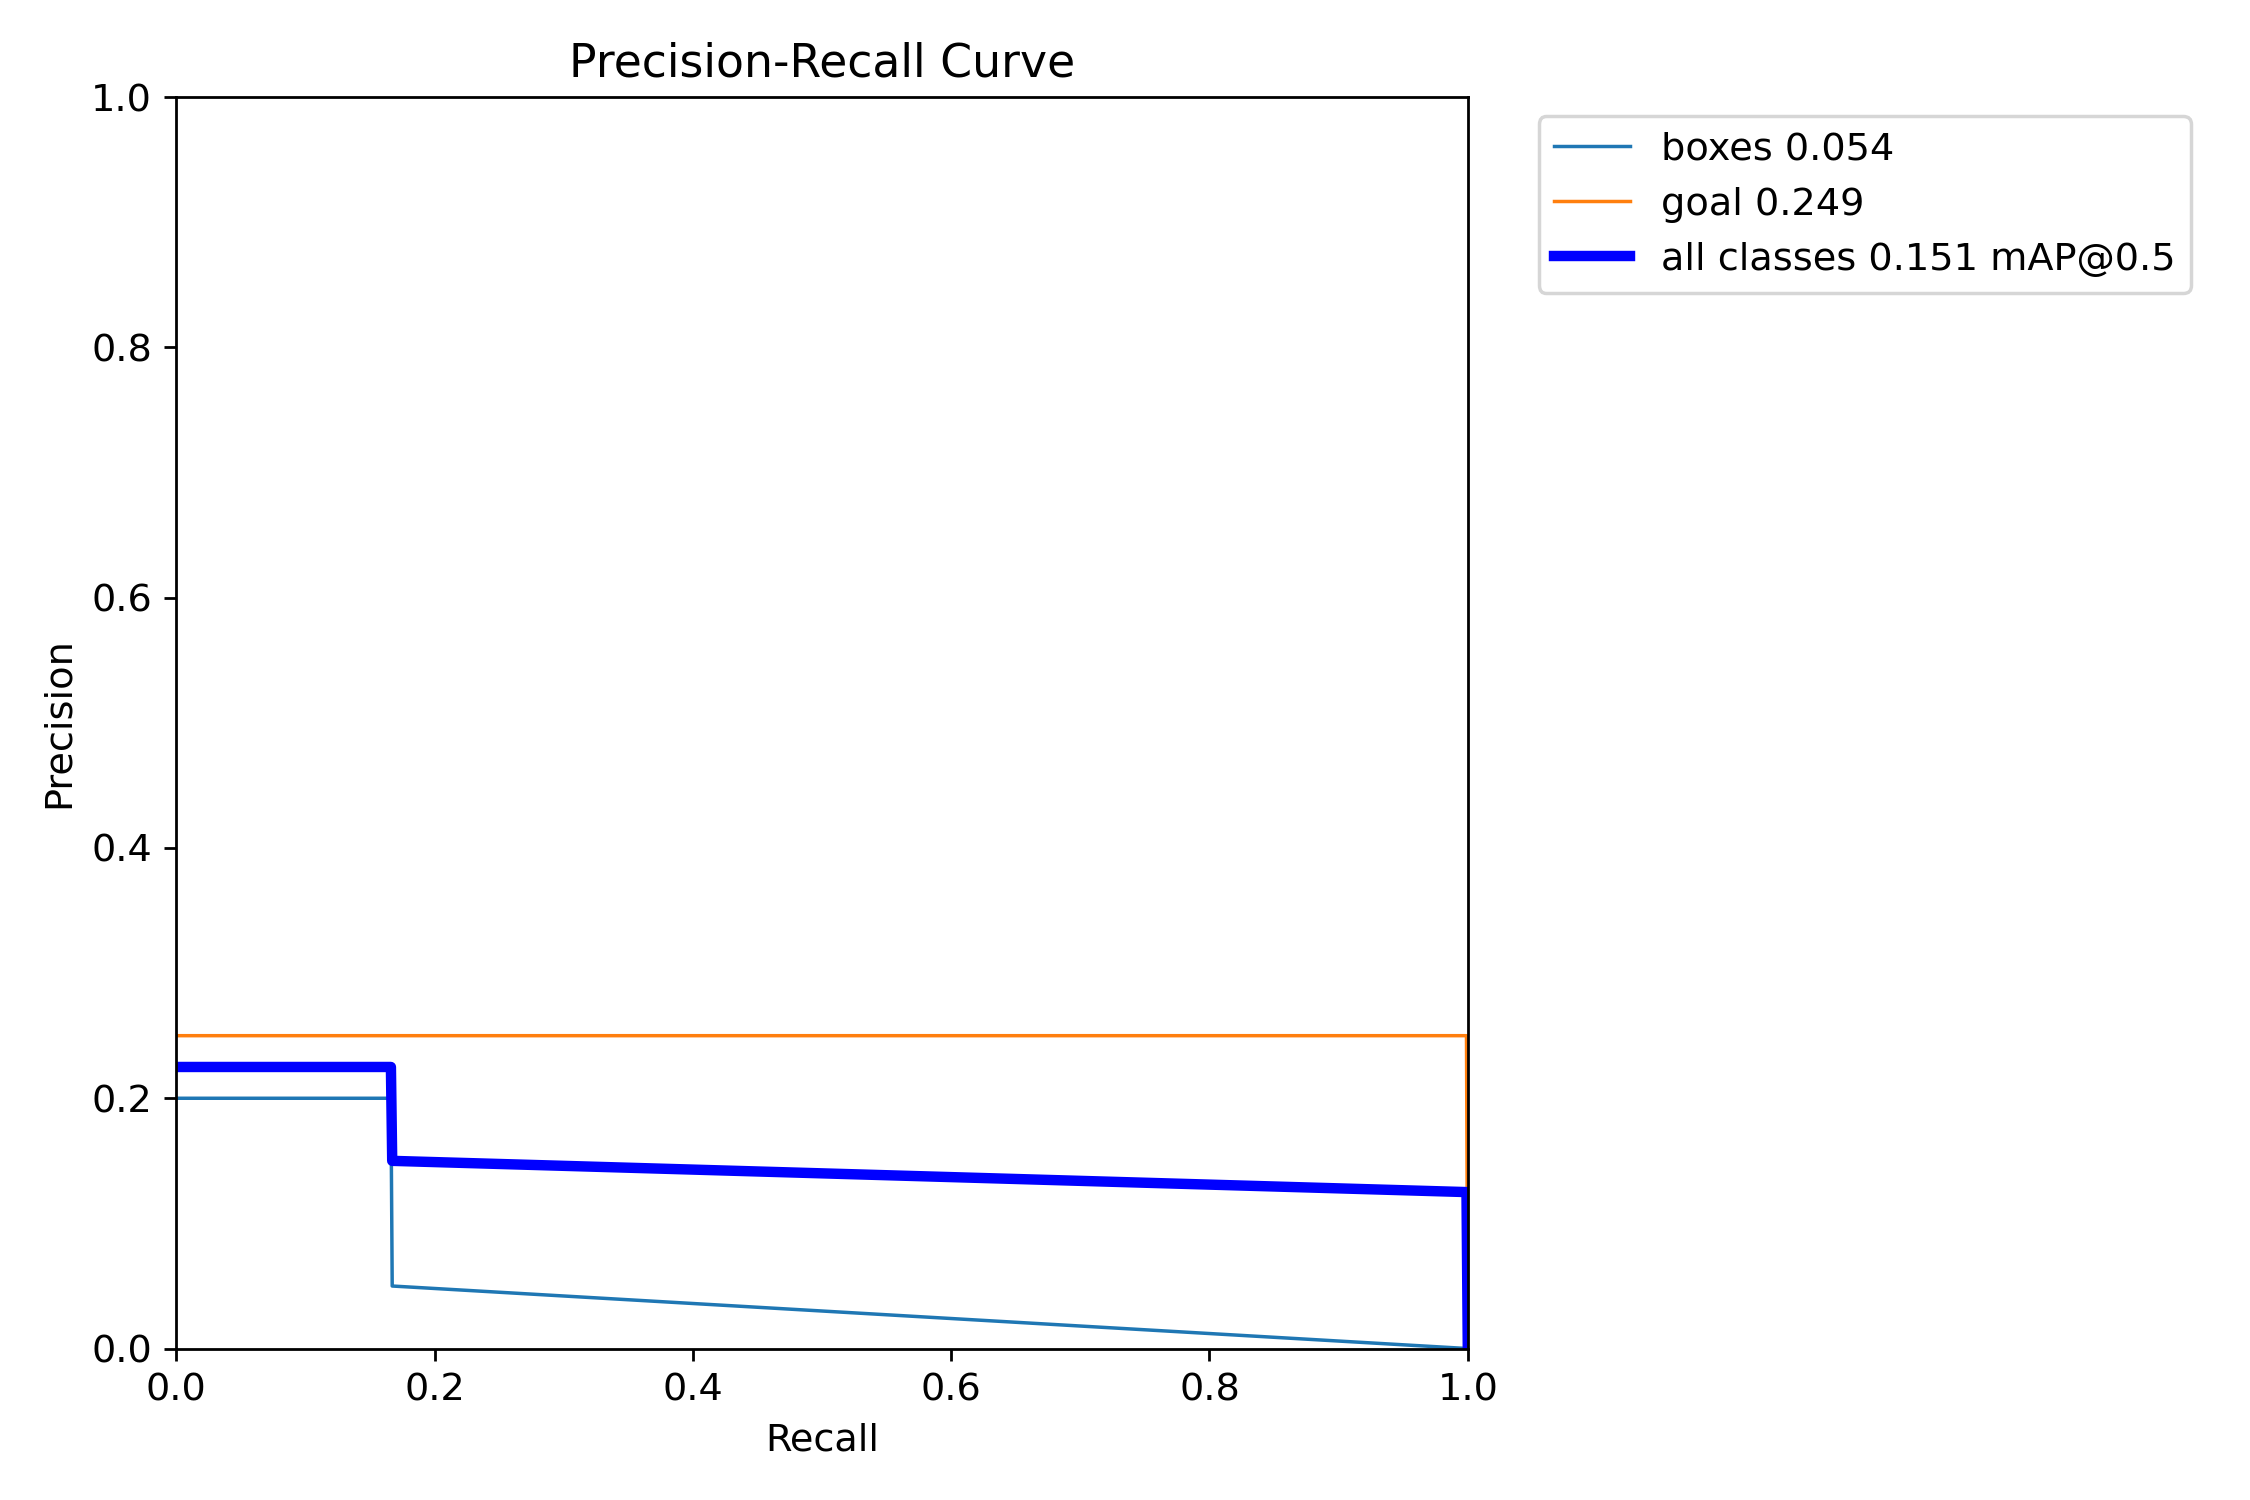 Precision-Recall Curve
1.0
0.8
0.6
0.4
0.2
0.0
Precision
0.0 0.2 0.4 0.6 0.8 1.0
Recall
boxes 0.054
goal 0.249
all classes 0.151 mAP@0.5